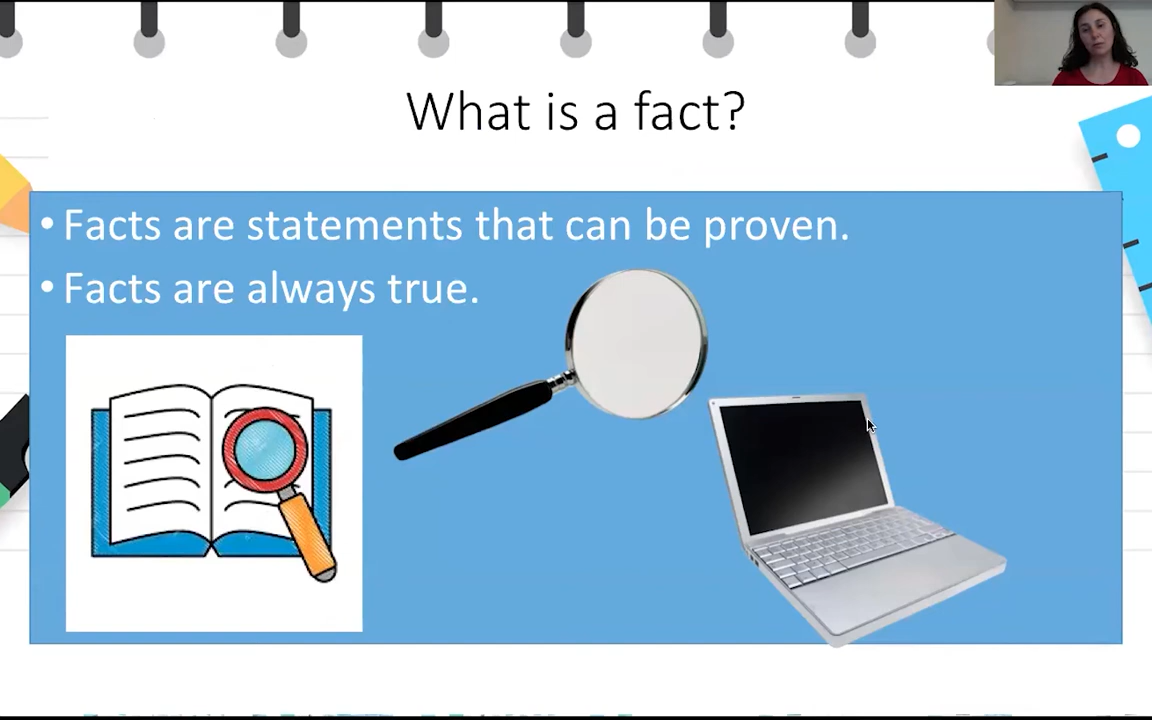 What is a fact?
• Facts are statements that can be proven.
• Facts are always true.